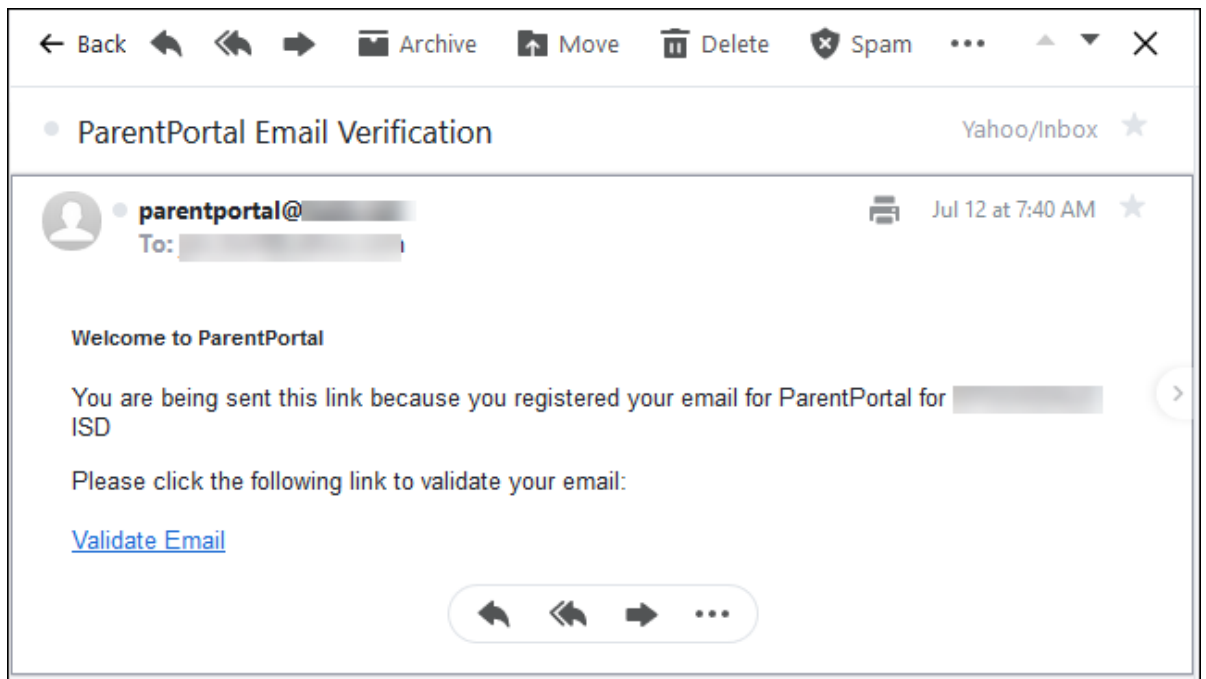 ← Back Archive Move Delete Spam
ParentPortal Email Verification Yahoo/Inbox
parentportal@ Jul 12 at 7:40 AM
To:
Welcome to ParentPortal
You are being sent this link because you registered your email for ParentPortal for
ISD
Please click the following link to validate your email:
Validate Email